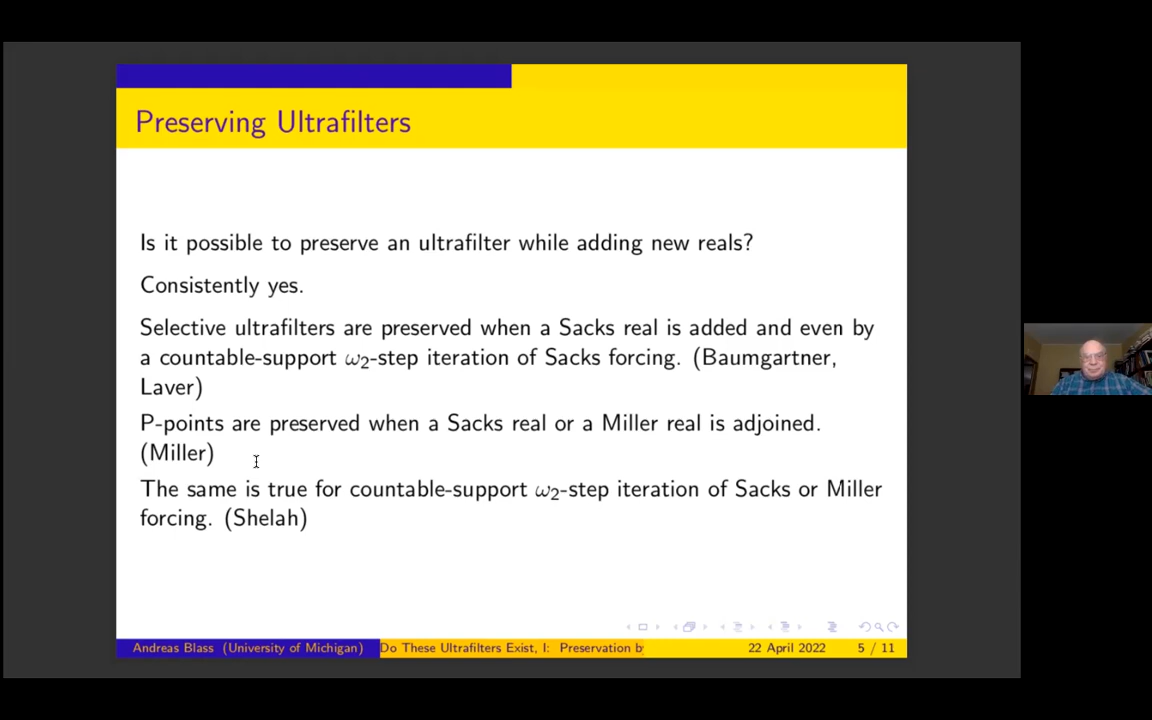 Preserving Ultrafilters
Is it possible to preserve an ultrafilter while adding new reals?
Consistently yes.
Selective ultrafilters are preserved when a Sacks real is added and even by
a countable-support ω₂-step iteration of Sacks forcing. (Baumgartner,
Laver)
P-points are preserved when a Sacks real or a Miller real is adjoined.
(Miller)
The same is true for countable-support ω₂-step iteration of Sacks or Miller
forcing. (Shelah)
Andreas Blass (University of Michigan) Do These Ultrafilters Exist, I: Preservation b 22 April 2022 5 / 11